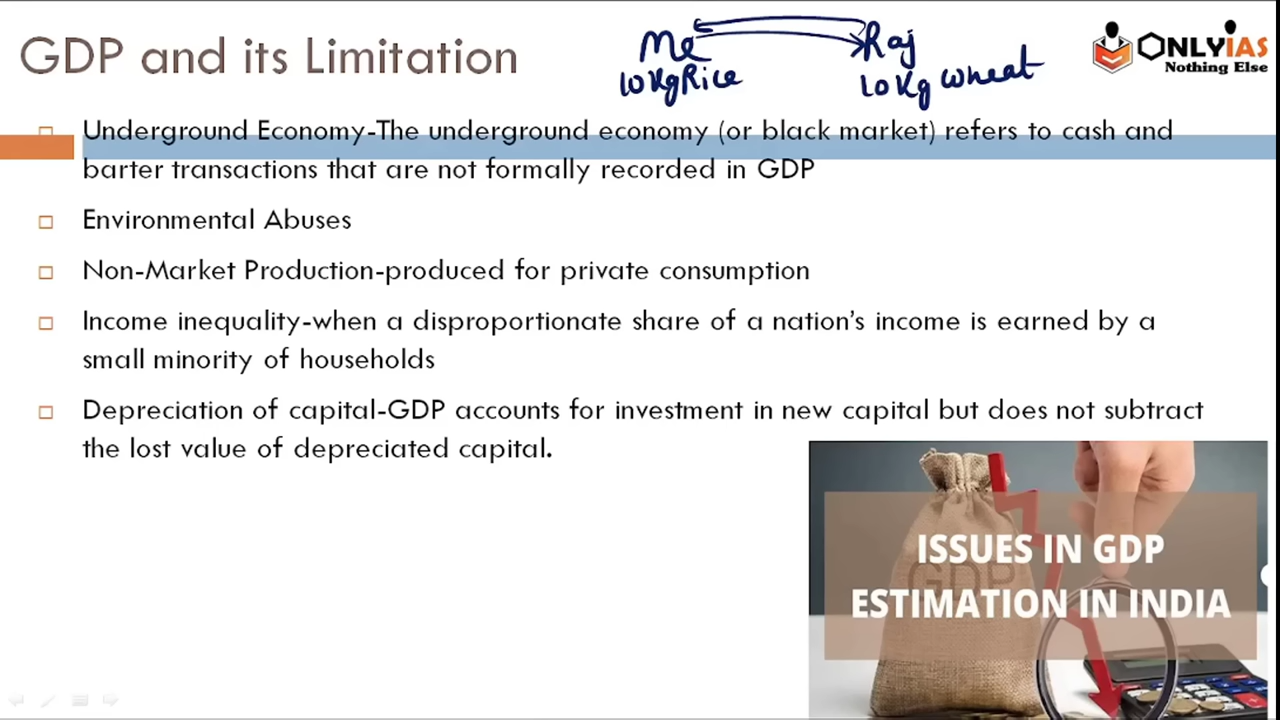 GDP and its Limitation
Me Raj
10 Kg Rice 10 Kg wheat
ONLYIAS
Nothing Else
Underground Economy-The underground economy (or black market) refers to cash and
barter transactions that are not formally recorded in GDP
Environmental Abuses
Non-Market Production-produced for private consumption
Income inequality-when a disproportionate share of a nation’s income is earned by a
small minority of households
Depreciation of capital-GDP accounts for investment in new capital but does not subtract
the lost value of depreciated capital.
GDP
ISSUES IN GDP
ESTIMATION IN INDIA